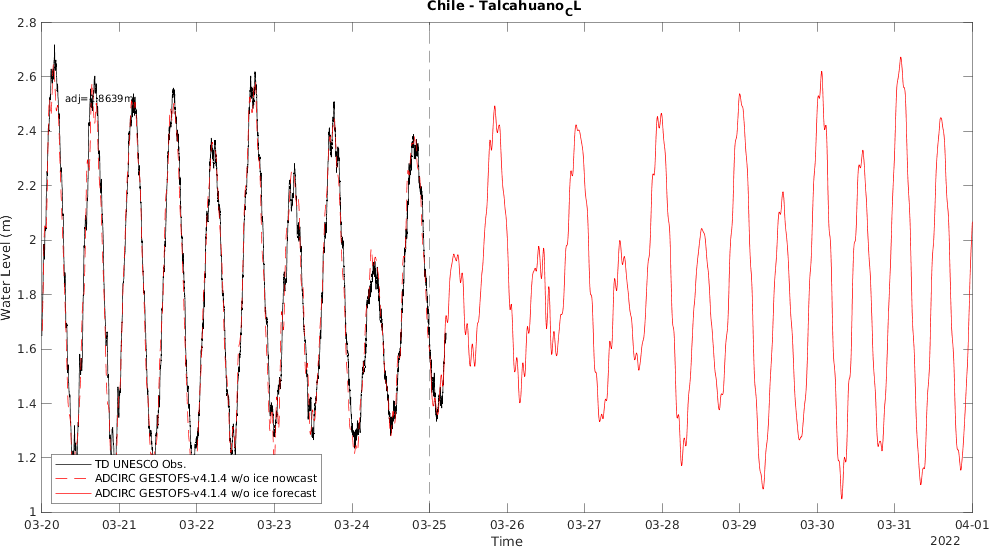 Chile - Talcahuano_CL
2.8
2.6
2.4
2.2
2
1.8
1.6
1.4
1.2
1
Water Level (m)
TD UNESCO Obs.
ADCIRC GESTOFS-v4.1.4 w/o ice nowcast
ADCIRC GESTOFS-v4.1.4 w/o ice forecast
03-20 03-21 03-22 03-23 03-24 03-25 03-26 03-27 03-28 03-29 03-30 03-31 04-01
Time
2022